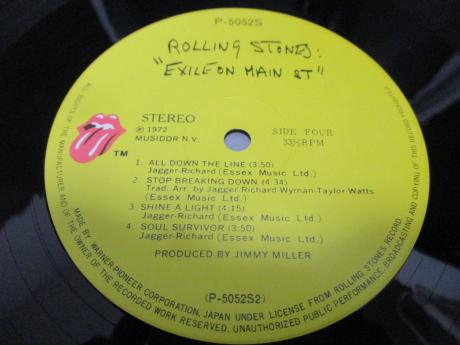 P-5052S
ROLLING STONES:
"EXILE ON MAIN ST"
STEREO
Ⓟ 1972
MUSIDOR N.V.
SIDE FOUR
33⅓RPM
TM
1. ALL DOWN THE LINE (3:50)
Jagger-Richard (Essex Music Ltd.)
2. STOP BREAKING DOWN (4:34)
Trad. Arr. by Jagger-Richard-Wyman-Taylor-Watts
(Essex Music Ltd.)
3. SHINE A LIGHT (4:15)
Jagger-Richard (Essex Music Ltd.)
4. SOUL SURVIVOR (3:50)
Jagger-Richard (Essex Music Ltd.)
PRODUCED BY JIMMY MILLER
(P-5052S2)
MADE BY WARNER-PIONEER CORPORATION, JAPAN UNDER LICENSE FROM ROLLING STONES RECORD.
ALL RIGHTS OF THE MANUFACTURER AND OF THE OWNER OF THE RECORDED WORK RESERVED. UNAUTHORIZED PUBLIC PERFORMANCE, BROADCASTING AND COPYING OF THIS RECORD PROHIBITED